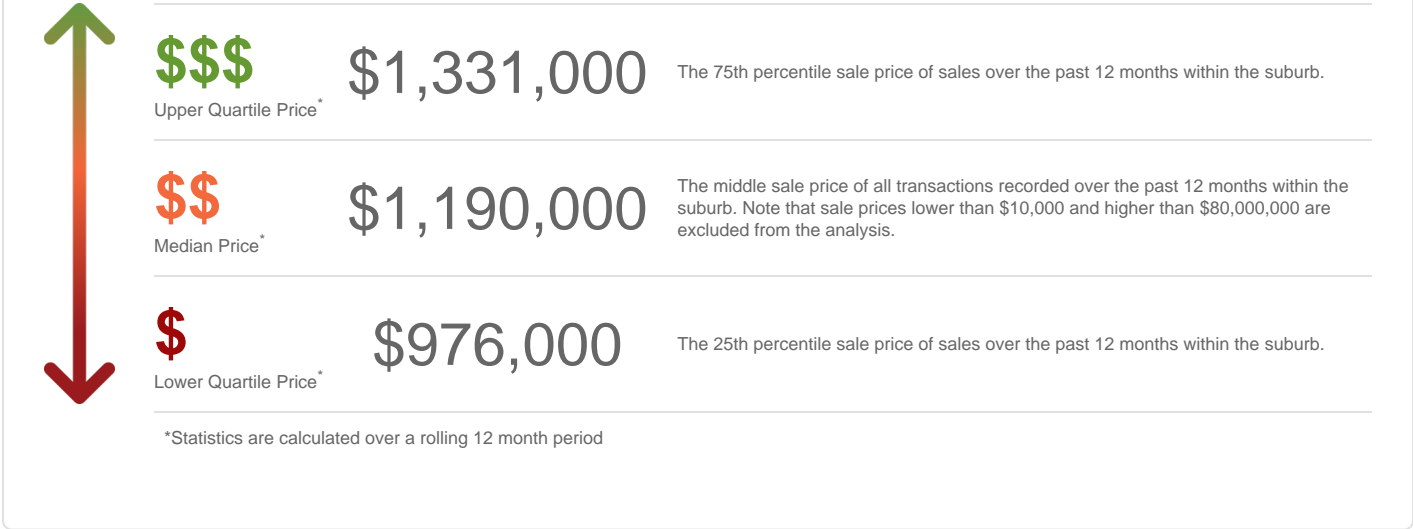 $$$
Upper Quartile Price*
$1,331,000
The 75th percentile sale price of sales over the past 12 months within the suburb.
$$
Median Price*
$1,190,000
The middle sale price of all transactions recorded over the past 12 months within the
suburb. Note that sale prices lower than $10,000 and higher than $80,000,000 are
excluded from the analysis.
$
Lower Quartile Price*
$976,000
The 25th percentile sale price of sales over the past 12 months within the suburb.
*Statistics are calculated over a rolling 12 month period